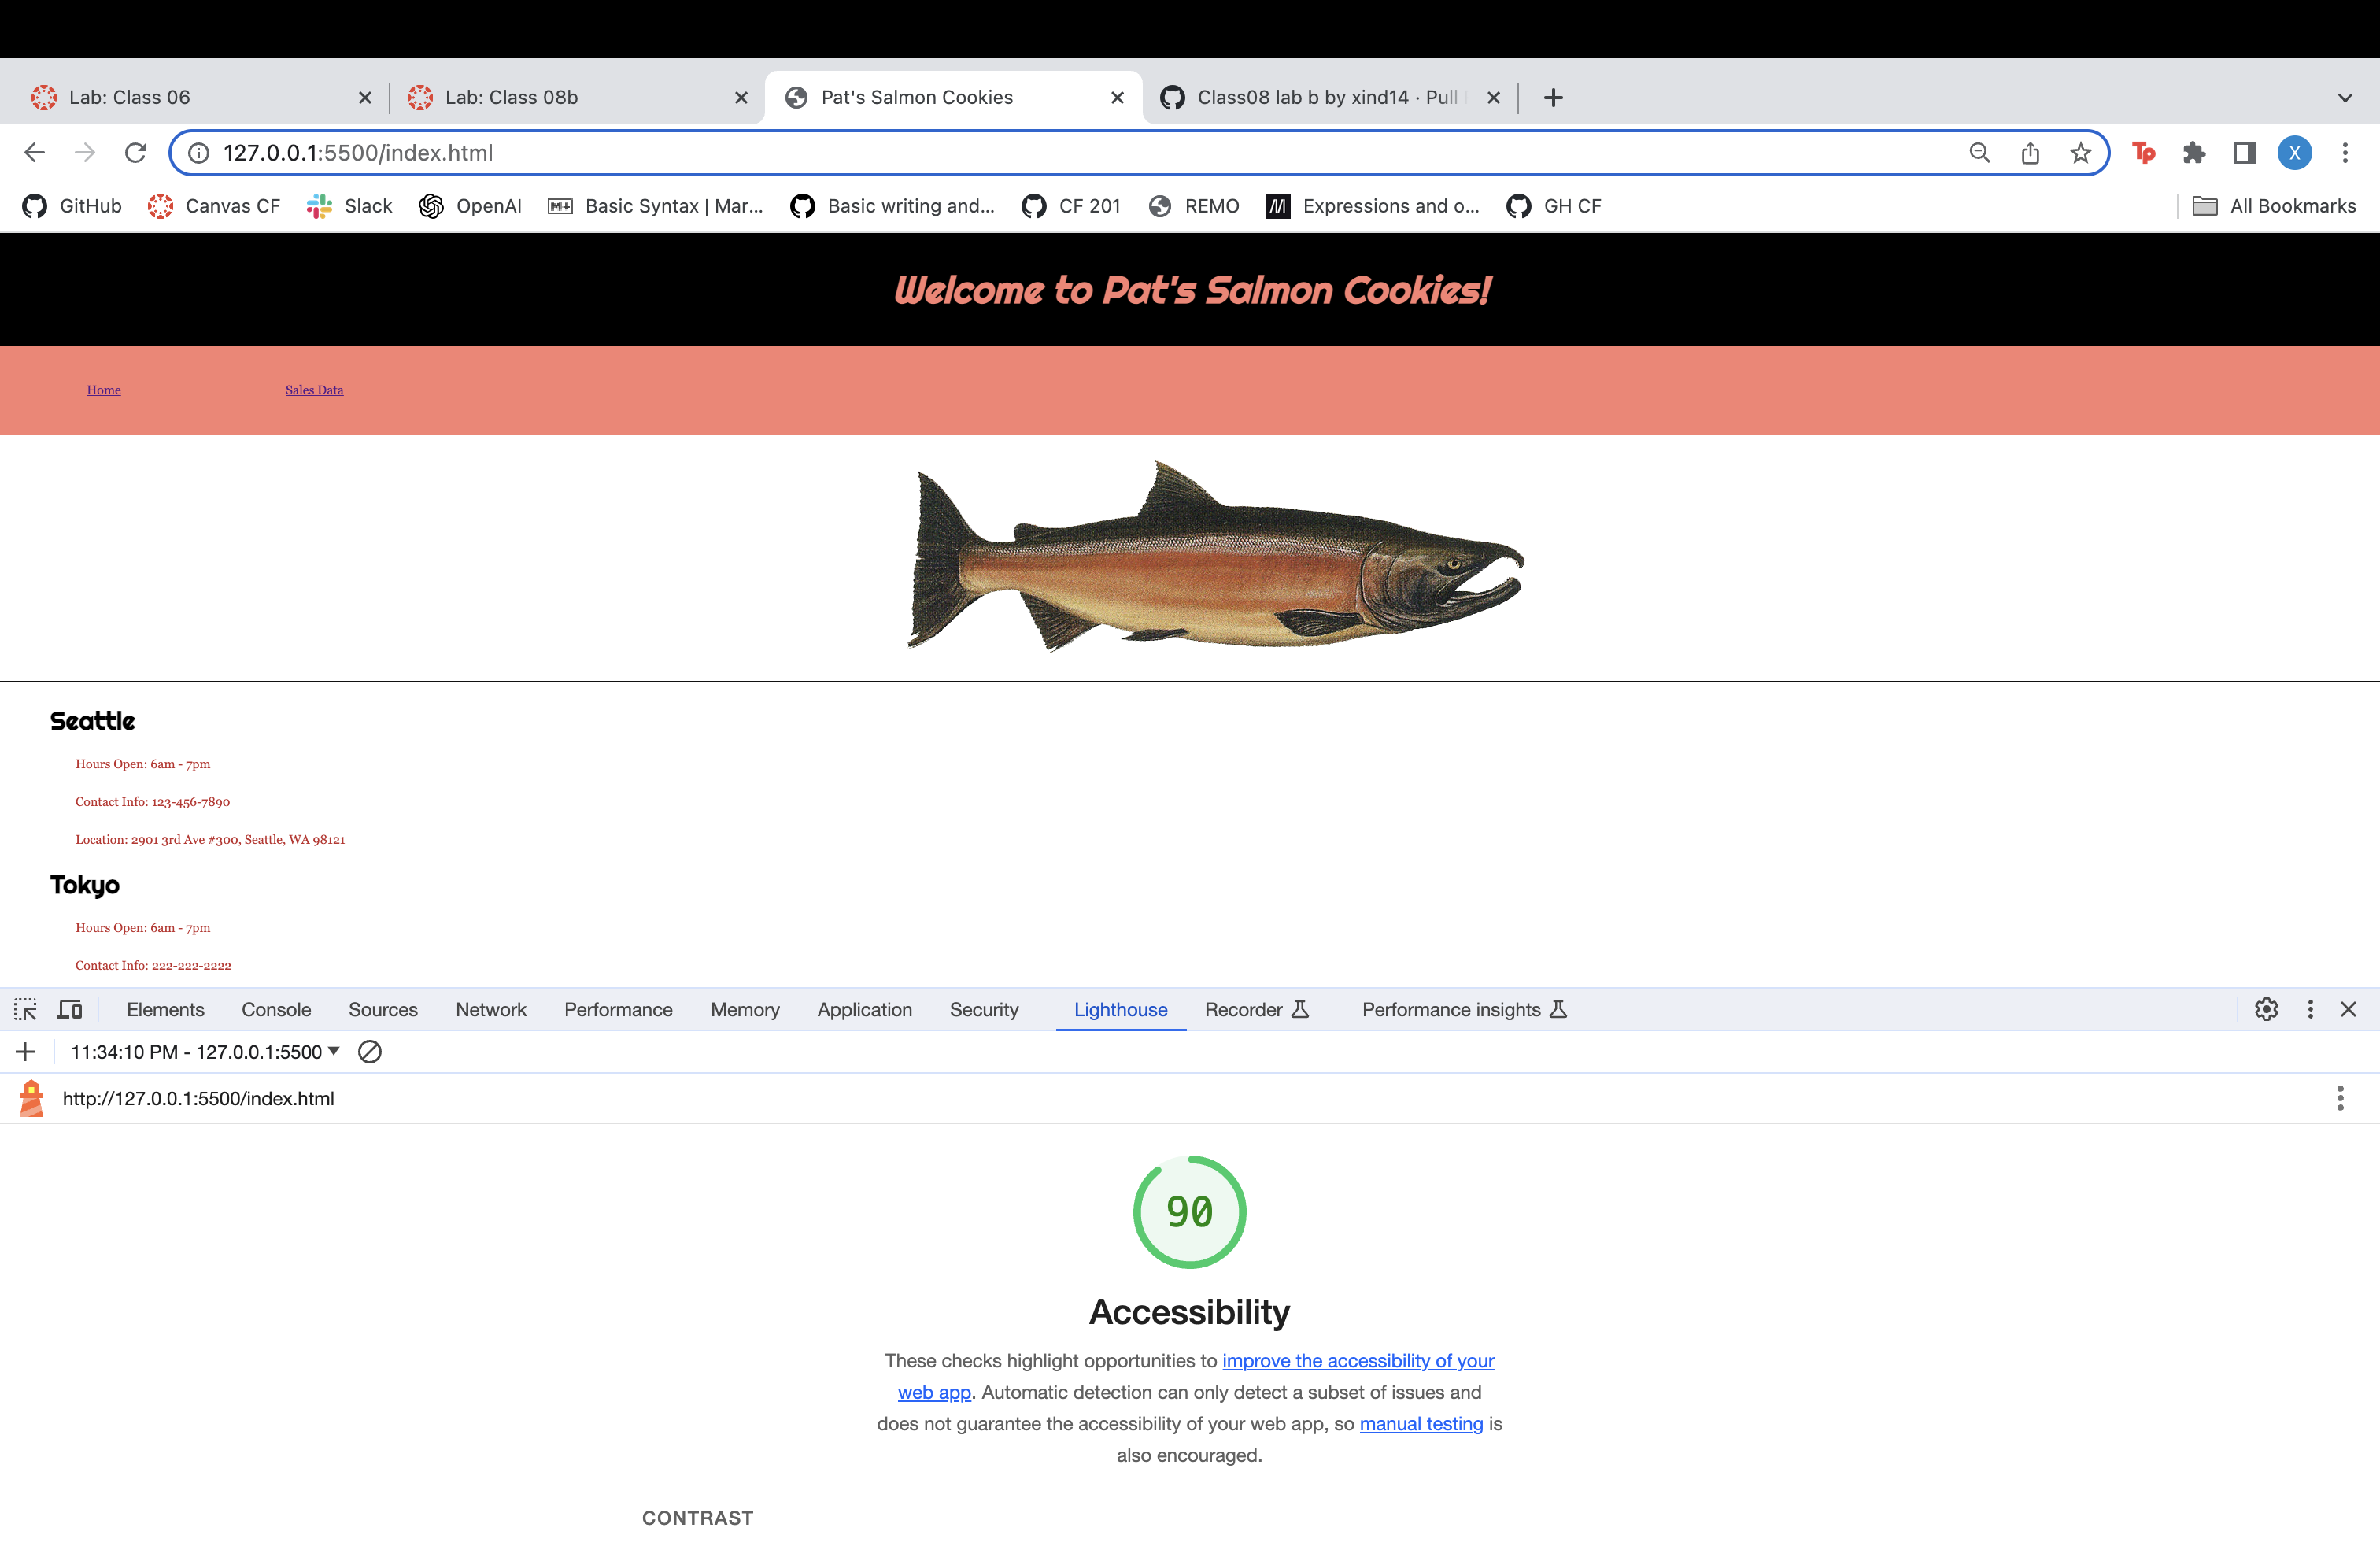 Lab: Class 06
Lab: Class 08b
Pat's Salmon Cookies
Class08 lab b by xind14 · Pull
127.0.0.1:5500/index.html
Tp
X
GitHub
Canvas CF
Slack
OpenAI
M↓
Basic Syntax | Mar...
Basic writing and...
CF 201
REMO
M
Expressions and o...
GH CF
All Bookmarks
Welcome to Pat's Salmon Cookies!
Home
Sales Data
Seattle
Hours Open: 6am - 7pm
Contact Info: 123-456-7890
Location: 2901 3rd Ave #300, Seattle, WA 98121
Tokyo
Hours Open: 6am - 7pm
Contact Info: 222-222-2222
Elements
Console
Sources
Network
Performance
Memory
Application
Security
Lighthouse
Recorder
Performance insights
11:34:10 PM - 127.0.0.1:5500
http://127.0.0.1:5500/index.html
90
Accessibility
These checks highlight opportunities to improve the accessibility of your
web app. Automatic detection can only detect a subset of issues and
does not guarantee the accessibility of your web app, so manual testing is
also encouraged.
CONTRAST